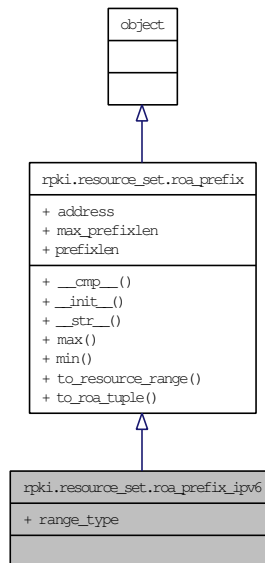 object
rpki.resource_set.roa_prefix
+ address
+ max_prefixlen
+ prefixlen
+ __cmp__()
+ __init__()
+ __str__()
+ max()
+ min()
+ to_resource_range()
+ to_roa_tuple()
rpki.resource_set.roa_prefix_ipv6
+ range_type